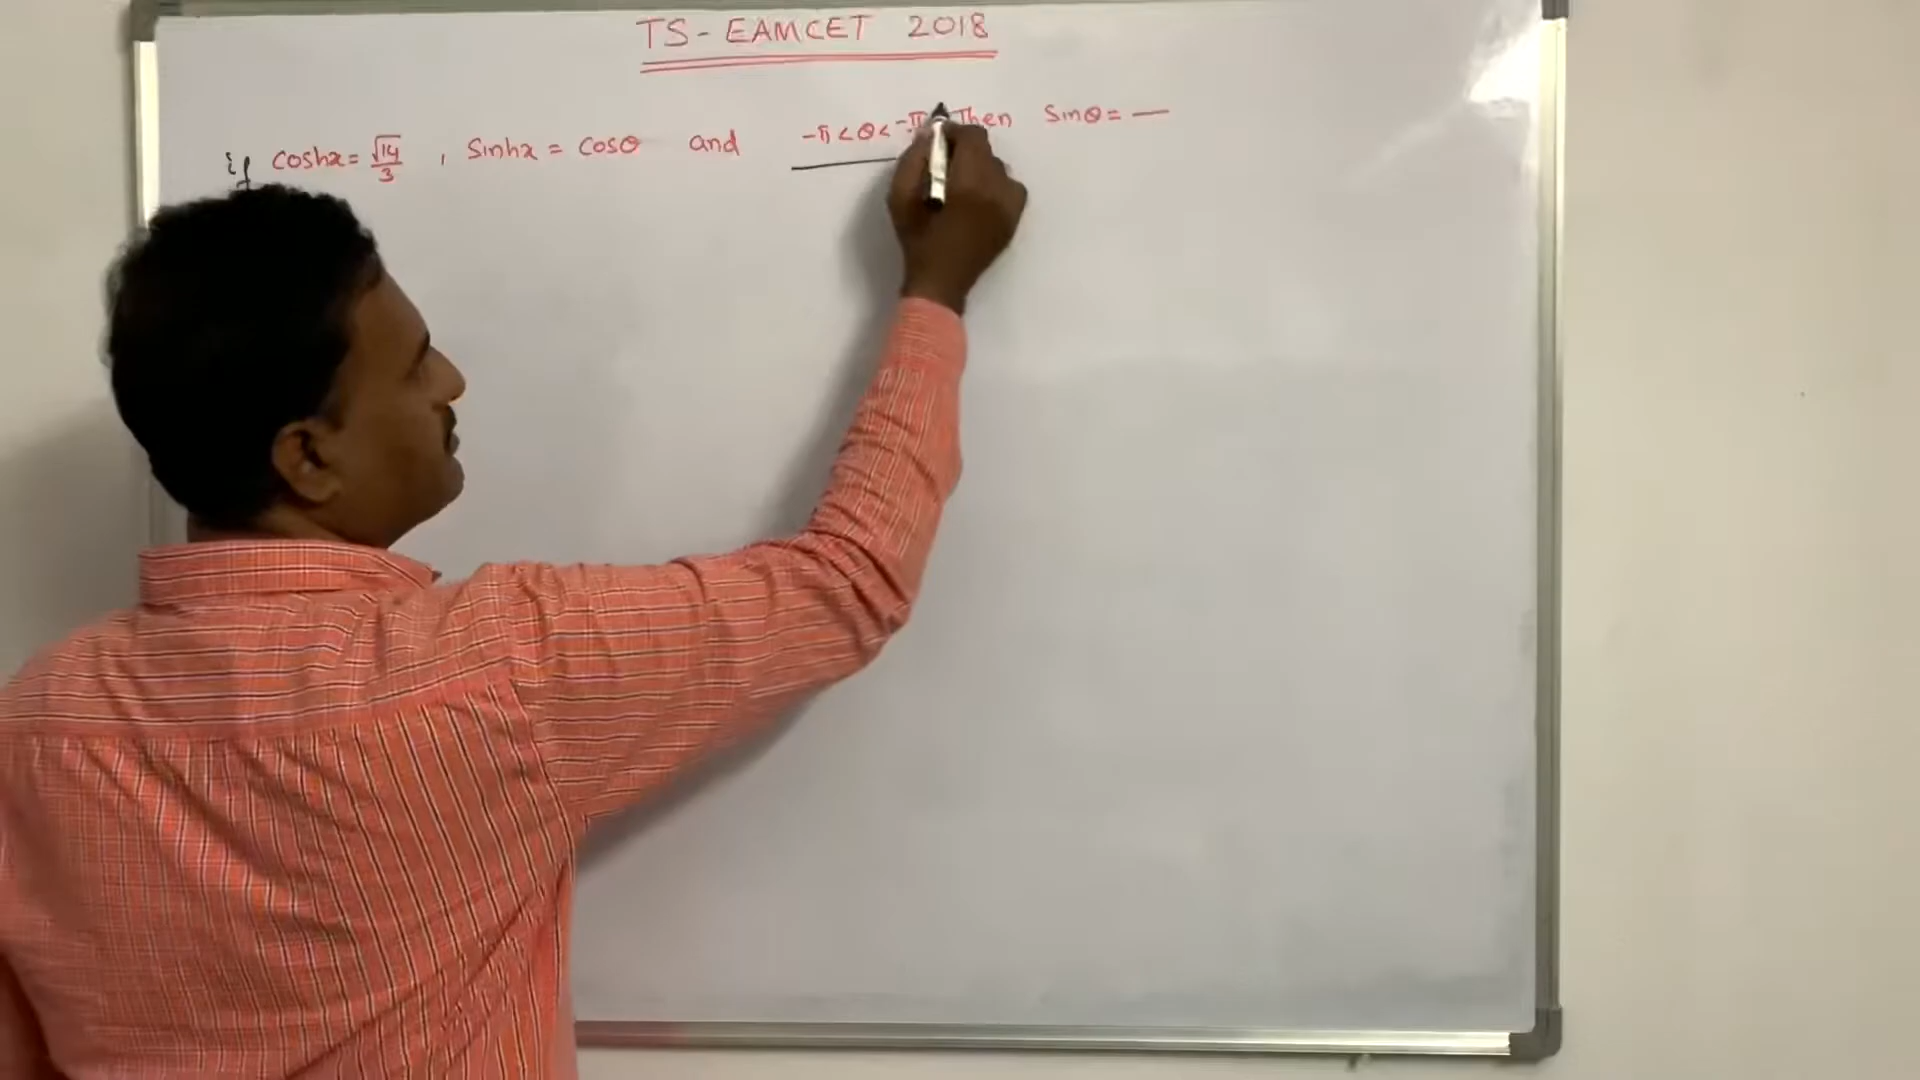 TS-EAMCET 2018
if coshx = √14/3 , Sinhx = cosθ and -π < θ < -π Then Sinθ = —